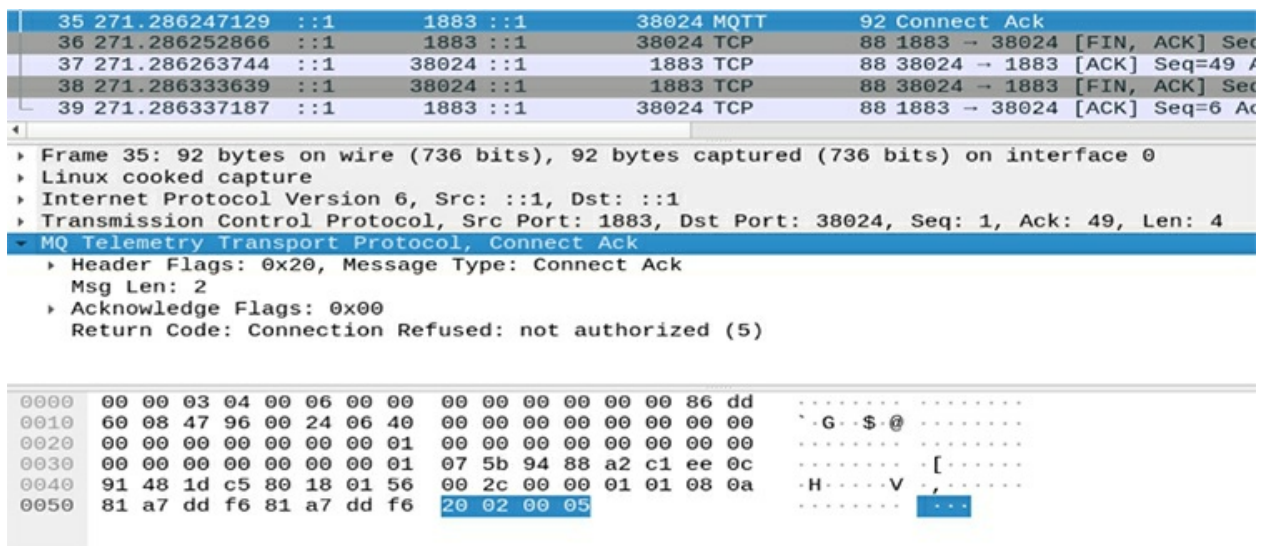 35 271.286247129 ::1 1883 ::1 38024 MQTT 92 Connect Ack
36 271.286252866 ::1 1883 ::1 38024 TCP 88 1883 → 38024 [FIN, ACK] Seq
37 271.286263744 ::1 38024 ::1 1883 TCP 88 38024 → 1883 [ACK] Seq=49 A
38 271.286333639 ::1 38024 ::1 1883 TCP 88 38024 → 1883 [FIN, ACK] Seq
39 271.286337187 ::1 1883 ::1 38024 TCP 88 1883 → 38024 [ACK] Seq=6 Ac
Frame 35: 92 bytes on wire (736 bits), 92 bytes captured (736 bits) on interface 0
Linux cooked capture
Internet Protocol Version 6, Src: ::1, Dst: ::1
Transmission Control Protocol, Src Port: 1883, Dst Port: 38024, Seq: 1, Ack: 49, Len: 4
MQ Telemetry Transport Protocol, Connect Ack
Header Flags: 0x20, Message Type: Connect Ack
Msg Len: 2
Acknowledge Flags: 0x00
Return Code: Connection Refused: not authorized (5)
0000 00 00 03 04 00 06 00 00 00 00 00 00 00 00 86 dd ········ ········
0010 60 08 47 96 00 24 06 40 00 00 00 00 00 00 00 00 `·G··$·@ ········
0020 00 00 00 00 00 00 00 01 00 00 00 00 00 00 00 00 ········ ········
0030 00 00 00 00 00 00 00 01 07 5b 94 88 a2 c1 ee 0c ········ ·[······
0040 91 48 1d c5 80 18 01 56 00 2c 00 00 01 01 08 0a ·H·····V ·,······
0050 81 a7 dd f6 81 a7 dd f6 20 02 00 05 ········ ···